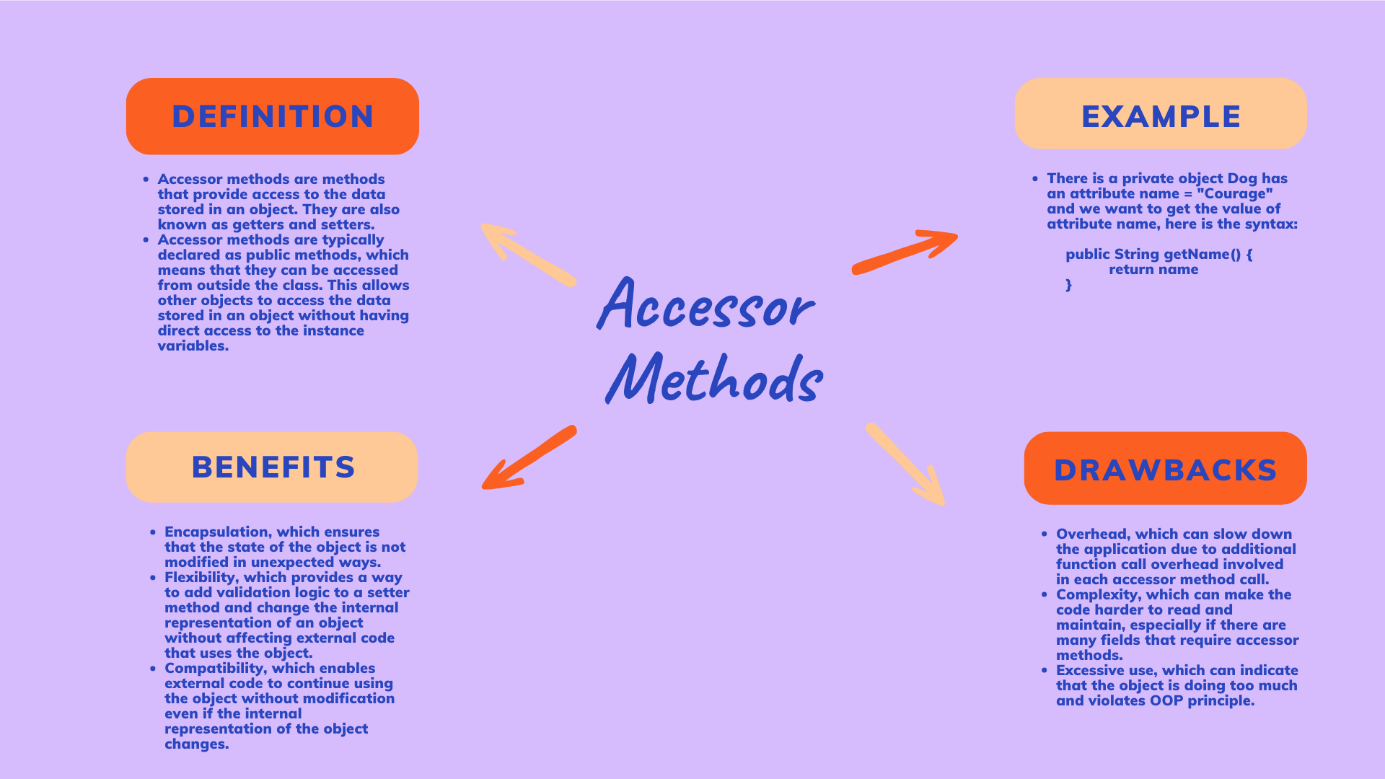 DEFINITION
• Accessor methods are methods
that provide access to the data
stored in an object. They are also
known as getters and setters.
• Accessor methods are typically
declared as public methods, which
means that they can be accessed
from outside the class. This allows
other objects to access the data
stored in an object without having
direct access to the instance
variables.
EXAMPLE
• There is a private object Dog has
an attribute name = "Courage"
and we want to get the value of
attribute name, here is the syntax:
public String getName() {
return name
}
Accessor
Methods
BENEFITS
• Encapsulation, which ensures
that the state of the object is not
modified in unexpected ways.
• Flexibility, which provides a way
to add validation logic to a setter
method and change the internal
representation of an object
without affecting external code
that uses the object.
• Compatibility, which enables
external code to continue using
the object without modification
even if the internal
representation of the object
changes.
DRAWBACKS
• Overhead, which can slow down
the application due to additional
function call overhead involved
in each accessor method call.
• Complexity, which can make the
code harder to read and
maintain, especially if there are
many fields that require accessor
methods.
• Excessive use, which can indicate
that the object is doing too much
and violates OOP principle.